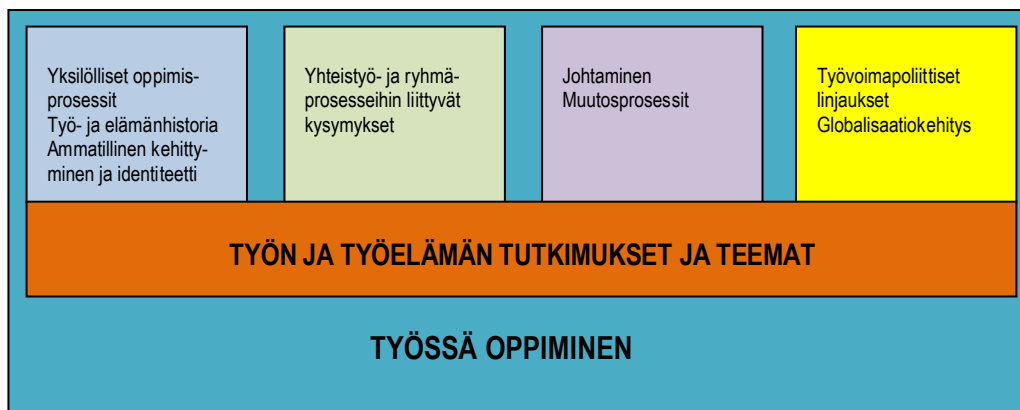 Yksilölliset oppimis-
prosessit
Työ- ja elämänhistoria
Ammatillinen kehitty-
minen ja identiteetti
Yhteistyö- ja ryhmä-
prosesseihin liittyvät
kysymykset
Johtaminen
Muutosprosessit
Työvoimapoliittiset
linjaukset
Globalisaatiokehitys
TYÖN JA TYÖELÄMÄN TUTKIMUKSET JA TEEMAT
TYÖSSÄ OPPIMINEN